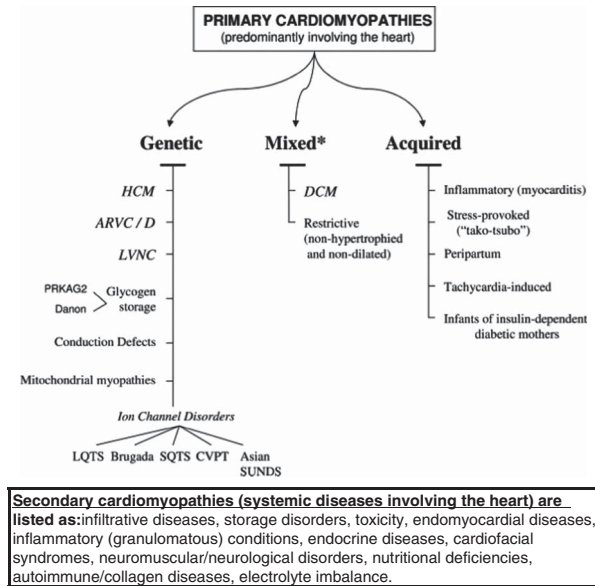 PRIMARY CARDIOMYOPATHIES
(predominantly involving the heart)
Genetic
Mixed*
Acquired
HCM
ARVC / D
LVNC
PRKAG2
Danon
Glycogen
storage
Conduction Defects
Mitochondrial myopathies
Ion Channel Disorders
LQTS Brugada SQTS CVPT Asian
SUNDS
DCM
Restrictive
(non-hypertrophied
and non-dilated)
Inflammatory (myocarditis)
Stress-provoked
("tako-tsubo")
Peripartum
Tachycardia-induced
Infants of insulin-dependent
diabetic mothers
Secondary cardiomyopathies (systemic diseases involving the heart) are
listed as:infiltrative diseases, storage disorders, toxicity, endomyocardial diseases,
inflammatory (granulomatous) conditions, endocrine diseases, cardiofacial
syndromes, neuromuscular/neurological disorders, nutritional deficiencies,
autoimmune/collagen diseases, electrolyte imbalance.